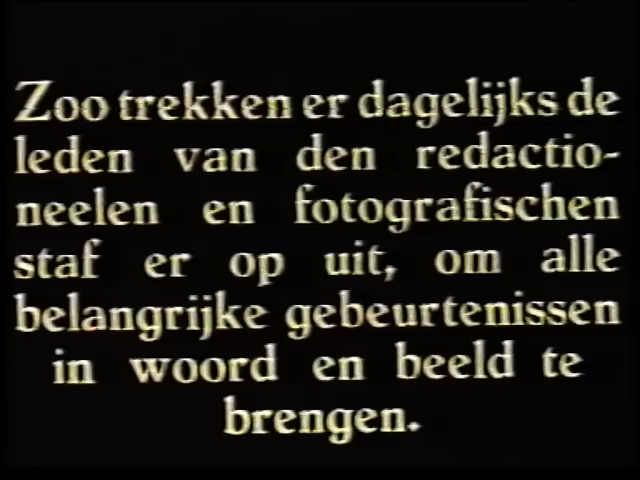 Zoo trekken er dagelijks de
leden van den redactio-
neelen en fotografischen
staf er op uit, om alle
belangrijke gebeurtenissen
in woord en beeld te
brengen.